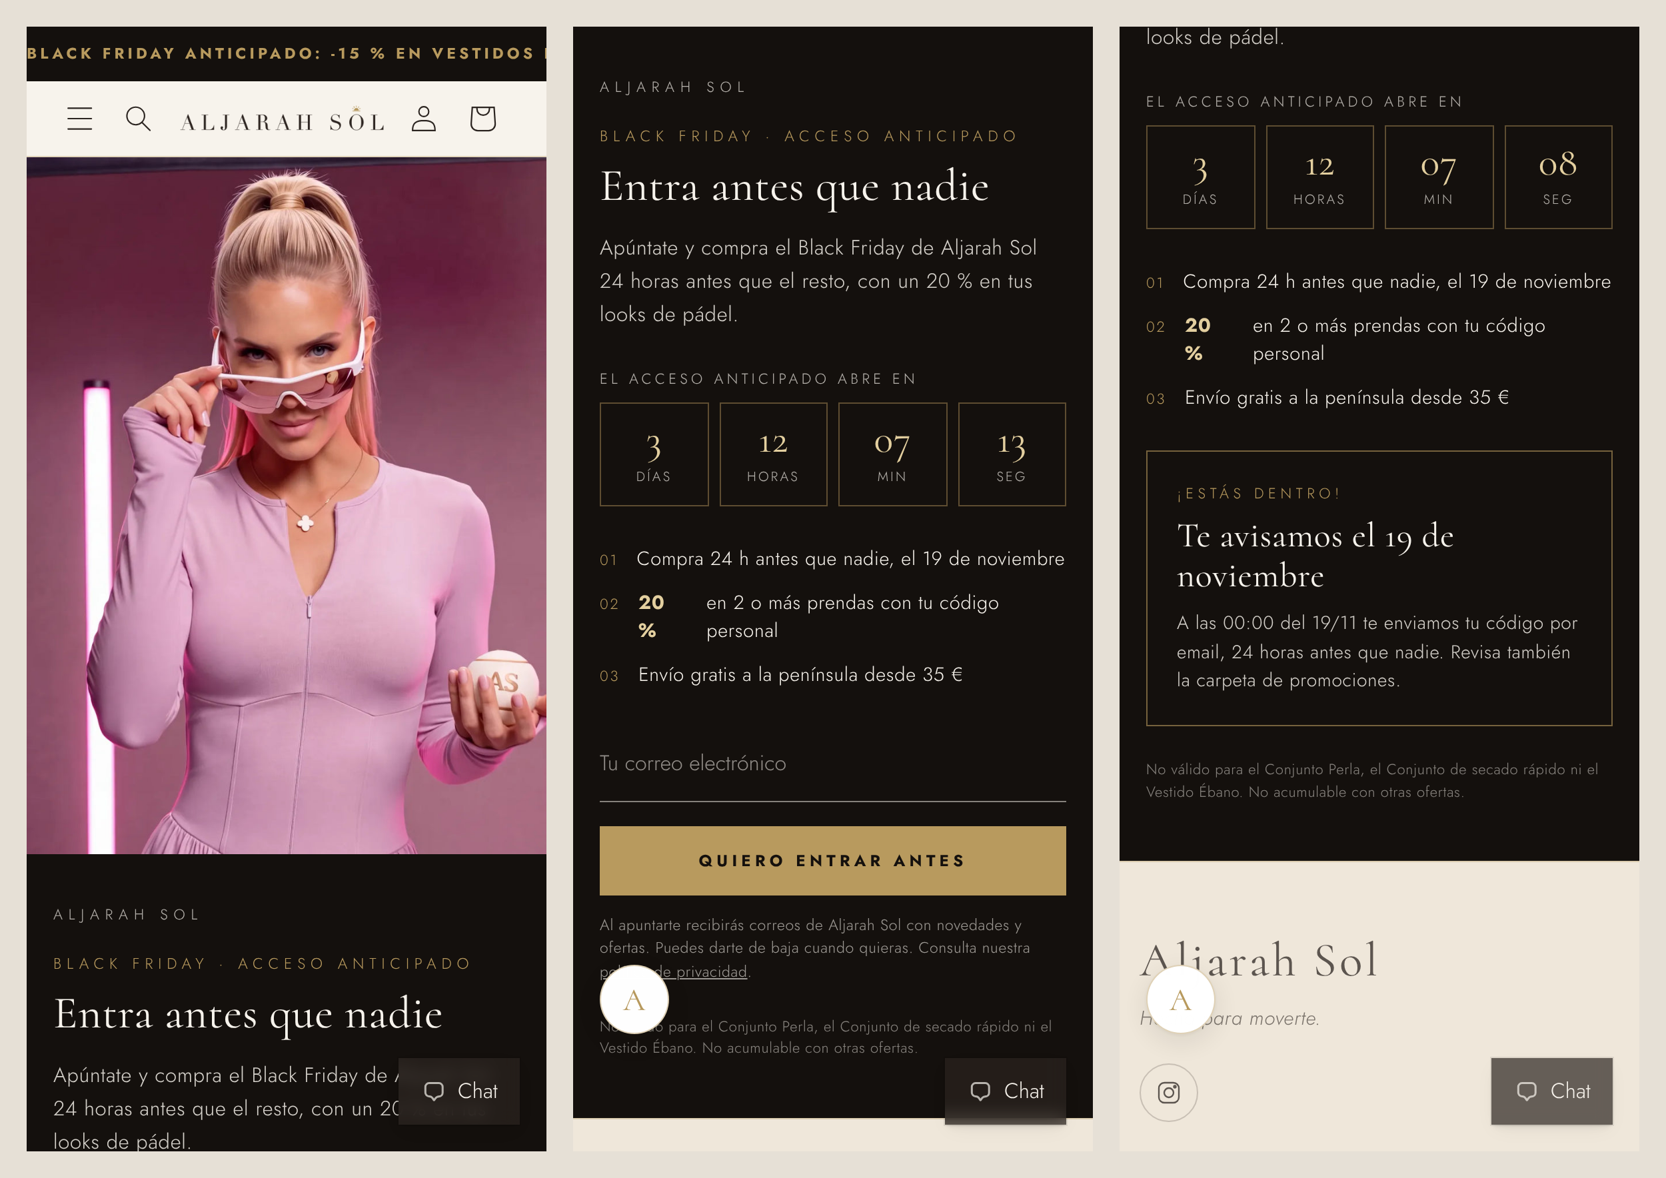 BLACK FRIDAY ANTICIPADO: -15 % EN VESTIDOS
ALJARAH SOL
AS
ALJARAH SOL
BLACK FRIDAY · ACCESO ANTICIPADO
Entra antes que nadie
Apúntate y compra el Black Friday de
24 horas antes que el resto, con un 20
looks de pádel.
Chat
ALJARAH SOL
BLACK FRIDAY · ACCESO ANTICIPADO
Entra antes que nadie
Apúntate y compra el Black Friday de Aljarah Sol
24 horas antes que el resto, con un 20 % en tus
looks de pádel.
EL ACCESO ANTICIPADO ABRE EN
3 12 07 13
DÍAS HORAS MIN SEG
01 Compra 24 h antes que nadie, el 19 de noviembre
02 20 % en 2 o más prendas con tu código
personal
03 Envío gratis a la península desde 35 €
Tu correo electrónico
QUIERO ENTRAR ANTES
Al apuntarte recibirás correos de Aljarah Sol con novedades y
ofertas. Puedes darte de baja cuando quieras. Consulta nuestra
de privacidad.
A
para el Conjunto Perla, el Conjunto de secado rápido ni el
Vestido Ébano. No acumulable con otras ofertas.
Chat
looks de pádel.
EL ACCESO ANTICIPADO ABRE EN
3 12 07 08
DÍAS HORAS MIN SEG
01 Compra 24 h antes que nadie, el 19 de noviembre
02 20 % en 2 o más prendas con tu código
personal
03 Envío gratis a la península desde 35 €
¡ESTÁS DENTRO!
Te avisamos el 19 de
noviembre
A las 00:00 del 19/11 te enviamos tu código por
email, 24 horas antes que nadie. Revisa también
la carpeta de promociones.
No válido para el Conjunto Perla, el Conjunto de secado rápido ni el
Vestido Ébano. No acumulable con otras ofertas.
Aljarah Sol
A
para moverte.
Chat